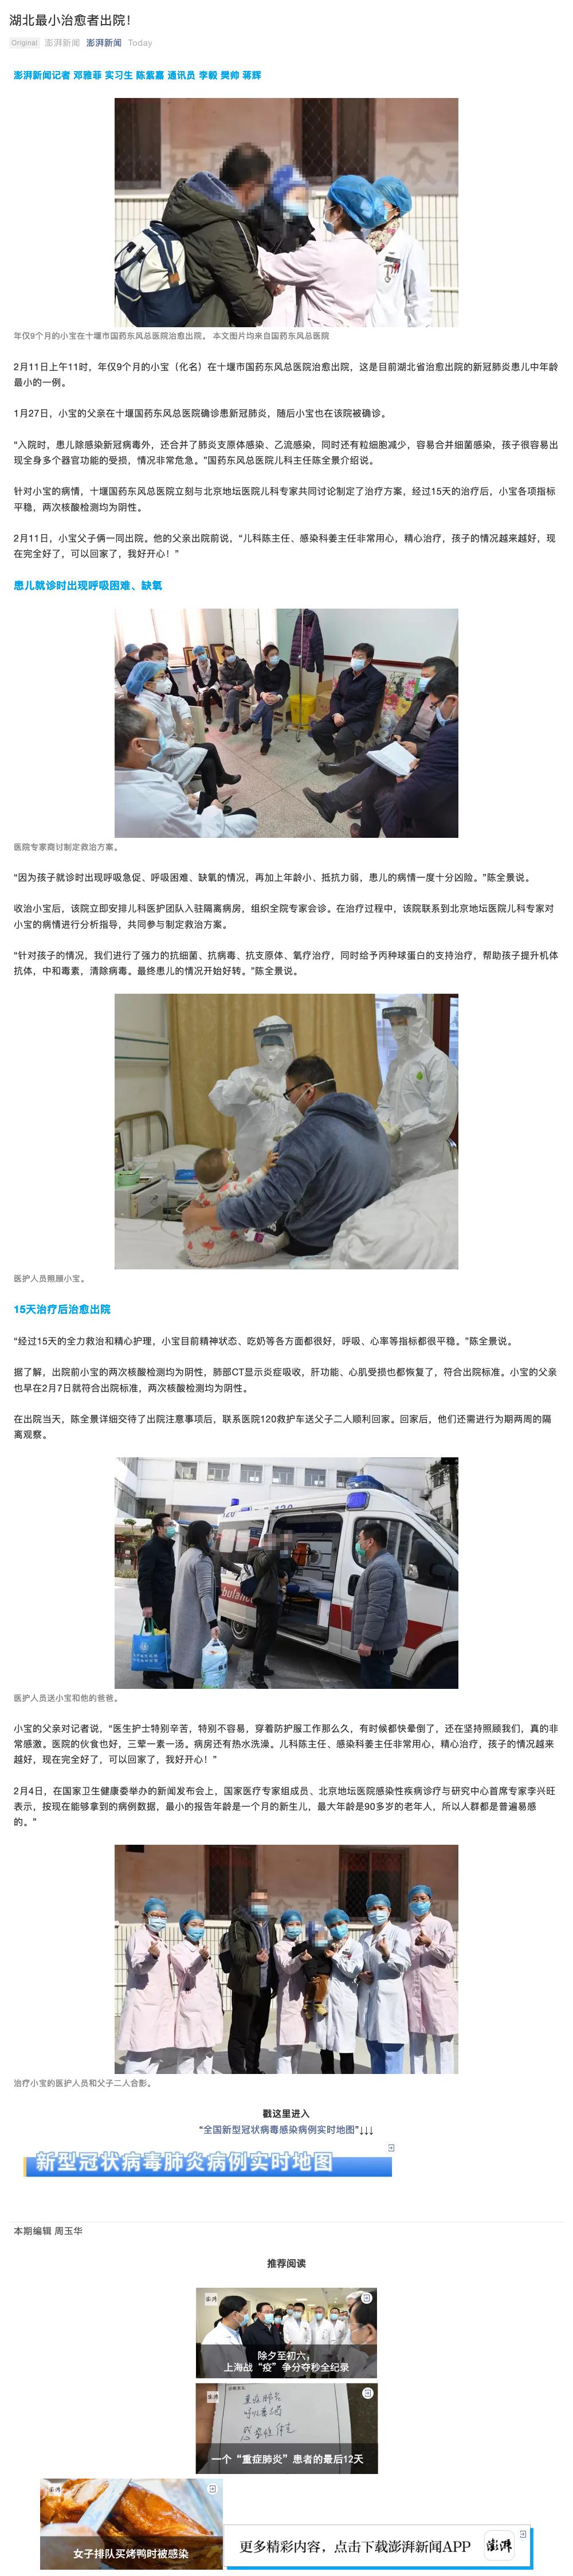 湖北最小治愈者出院！
Original 澎湃新闻 澎湃新闻 Today
澎湃新闻记者 邓雅菲 实习生 陈紫嘉 通讯员 李毅 樊帅 蒋辉
年仅9个月的小宝在十堰市国药东风总医院治愈出院。 本文图片均来自国药东风总医院
2月11日上午11时，年仅9个月的小宝（化名）在十堰市国药东风总医院治愈出院，这是目前湖北省治愈出院的新冠肺炎患儿中年龄
最小的一例。
1月27日，小宝的父亲在十堰国药东风总医院确诊患新冠肺炎，随后小宝也在该院被确诊。
“入院时，患儿除感染新冠病毒外，还合并了肺炎支原体感染、乙流感染，同时还有粒细胞减少，容易合并细菌感染，孩子很容易出
现全身多个器官功能的受损，情况非常危急。”国药东风总医院儿科主任陈全景介绍说。
针对小宝的病情，十堰国药东风总医院立刻与北京地坛医院儿科专家共同讨论制定了治疗方案，经过15天的治疗后，小宝各项指标
平稳，两次核酸检测均为阴性。
2月11日，小宝父子俩一同出院。他的父亲出院前说，“儿科陈主任、感染科姜主任非常用心，精心治疗，孩子的情况越来越好，现
在完全好了，可以回家了，我好开心！”
患儿就诊时出现呼吸困难、缺氧
医院专家商讨制定救治方案。
“因为孩子就诊时出现呼吸急促、呼吸困难、缺氧的情况，再加上年龄小、抵抗力弱，患儿的病情一度十分凶险。”陈全景说。
收治小宝后，该院立即安排儿科医护团队入驻隔离病房，组织全院专家会诊。在治疗过程中，该院联系到北京地坛医院儿科专家对
小宝的病情进行分析指导，共同参与制定救治方案。
“针对孩子的情况，我们进行了强力的抗细菌、抗病毒、抗支原体、氧疗治疗，同时给予丙种球蛋白的支持治疗，帮助孩子提升机体
抗体，中和毒素，清除病毒。最终患儿的情况开始好转。”陈全景说。
医护人员照顾小宝。
15天治疗后治愈出院
“经过15天的全力救治和精心护理，小宝目前精神状态、吃奶等各方面都很好，呼吸、心率等指标都很平稳。”陈全景说。
据了解，出院前小宝的两次核酸检测均为阴性，肺部CT显示炎症吸收，肝功能、心肌受损也都恢复了，符合出院标准。小宝的父亲
也早在2月7日就符合出院标准，两次核酸检测均为阴性。
在出院当天，陈全景详细交待了出院注意事项后，联系医院120救护车送父子二人顺利回家。回家后，他们还需进行为期两周的隔
离观察。
120
医护人员送小宝和他的爸爸。
小宝的父亲对记者说，“医生护士特别辛苦，特别不容易，穿着防护服工作那么久，有时候都快晕倒了，还在坚持照顾我们，真的非
常感激。医院的伙食也好，三荤一素一汤。病房还有热水洗澡。儿科陈主任、感染科姜主任非常用心，精心治疗，孩子的情况越来
越好，现在完全好了，可以回家了，我好开心！”
2月4日，在国家卫生健康委举办的新闻发布会上，国家医疗专家组成员、北京地坛医院感染性疾病诊疗与研究中心首席专家李兴旺
表示，按现在能够拿到的病例数据，最小的报告年龄是一个月的新生儿，最大年龄是90多岁的老年人，所以人群都是普遍易感
的。”
治疗小宝的医护人员和父子二人合影。
戳这里进入
“全国新型冠状病毒感染病例实时地图”↓↓↓
新型冠状病毒肺炎病例实时地图
本期编辑 周玉华
推荐阅读
澎湃
除夕至初六，
上海战“疫”争分夺秒全纪录
澎湃
重症肺炎
一个“重症肺炎”患者的最后12天
澎湃
女子排队买烤鸭时被感染
更多精彩内容，点击下载澎湃新闻APP 澎湃